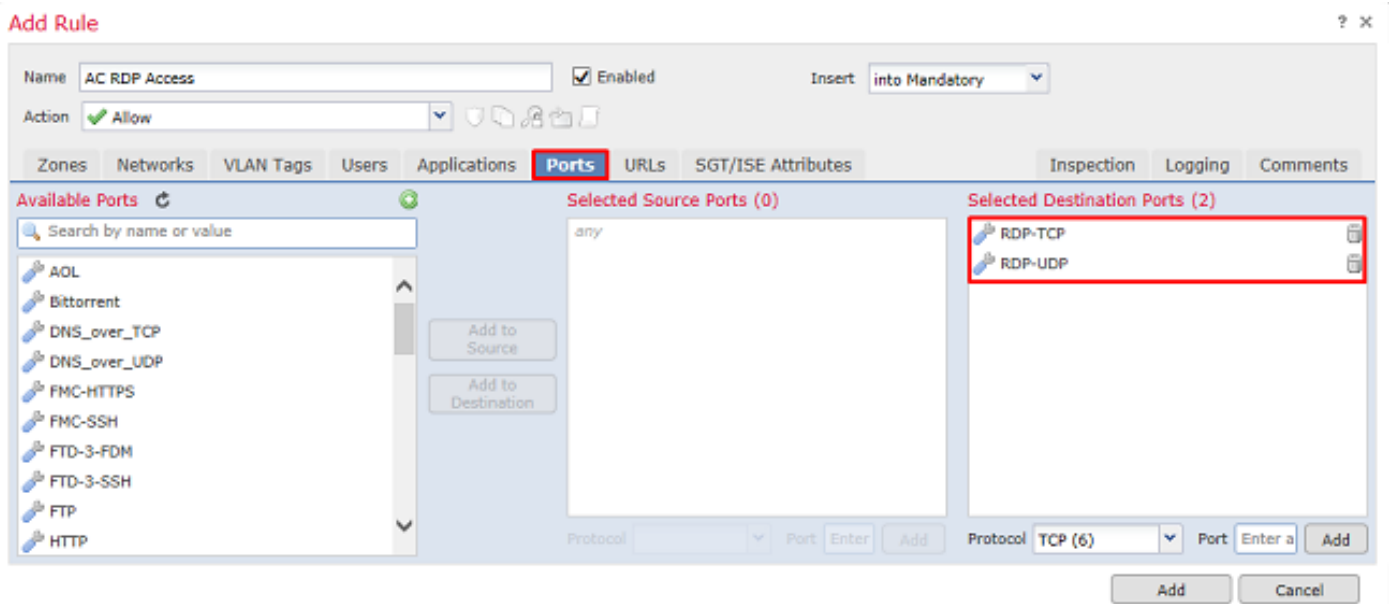 Add Rule
? ×
Name AC RDP Access Enabled Insert into Mandatory
Action Allow
Zones Networks VLAN Tags Users Applications Ports URLs SGT/ISE Attributes Inspection Logging Comments
Available Ports Selected Source Ports (0) Selected Destination Ports (2)
Search by name or value any RDP-TCP
RDP-UDP
AOL
Bittorrent
DNS_over_TCP
DNS_over_UDP
FMC-HTTPS
FMC-SSH
FTD-3-FDM
FTD-3-SSH
FTP
HTTP
Add to
Source
Add to
Destination
Protocol Port Enter Add Protocol TCP (6) Port Enter a Add
Add Cancel